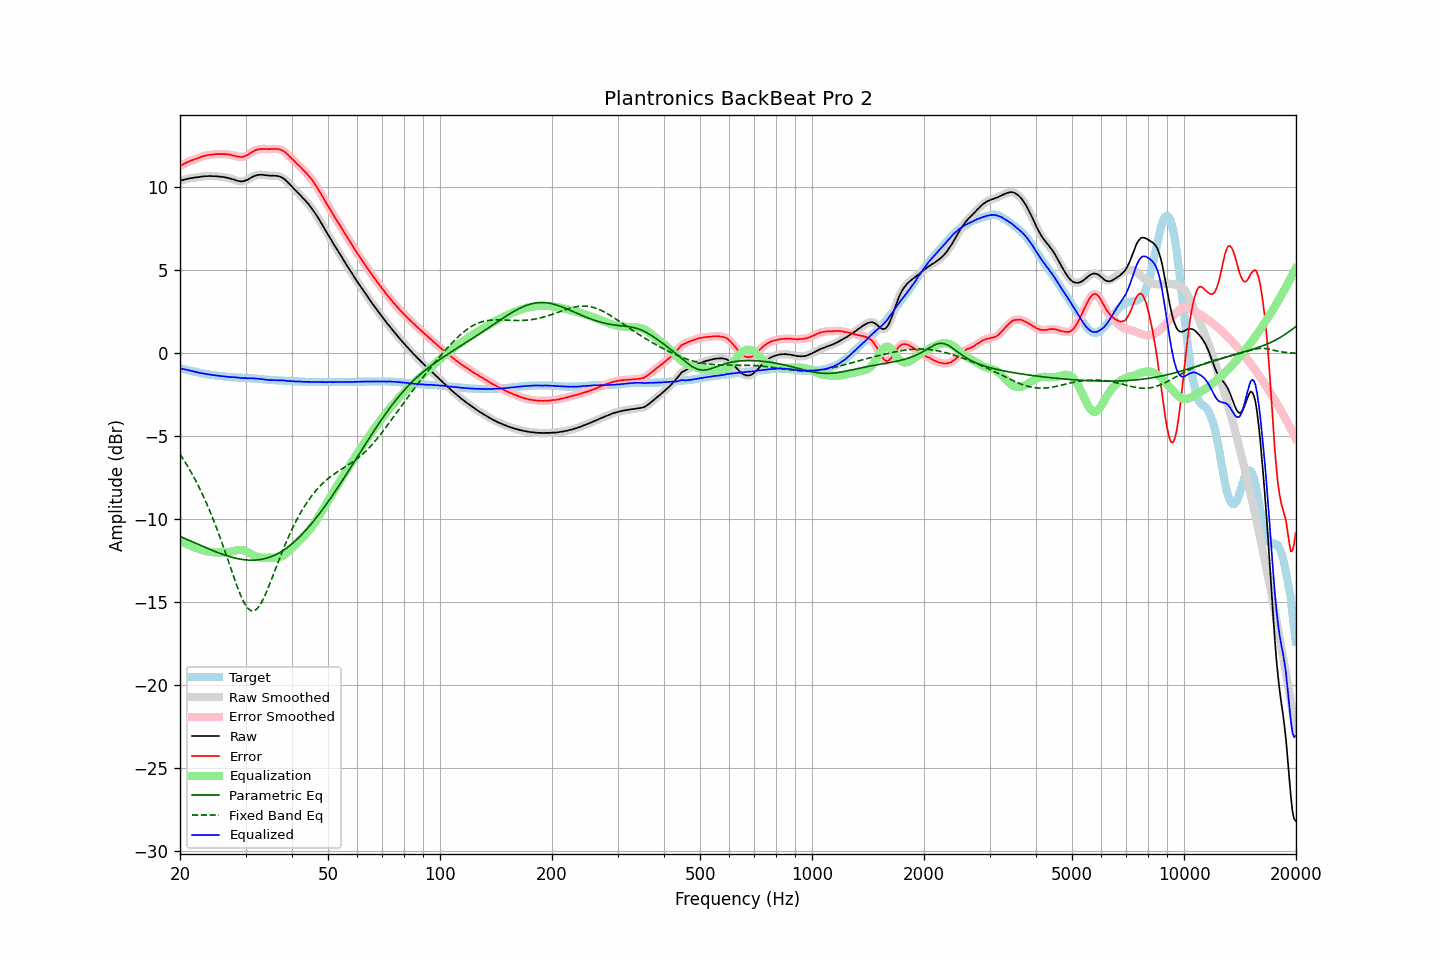 Plantronics BackBeat Pro 2
Amplitude (dBr)
10
5
0
−5
−10
−15
−20
−25
−30
Target
Raw Smoothed
Error Smoothed
Raw
Error
Equalization
Parametric Eq
Fixed Band Eq
Equalized
20 50 100 200 500 1000 2000 5000 10000 20000
Frequency (Hz)